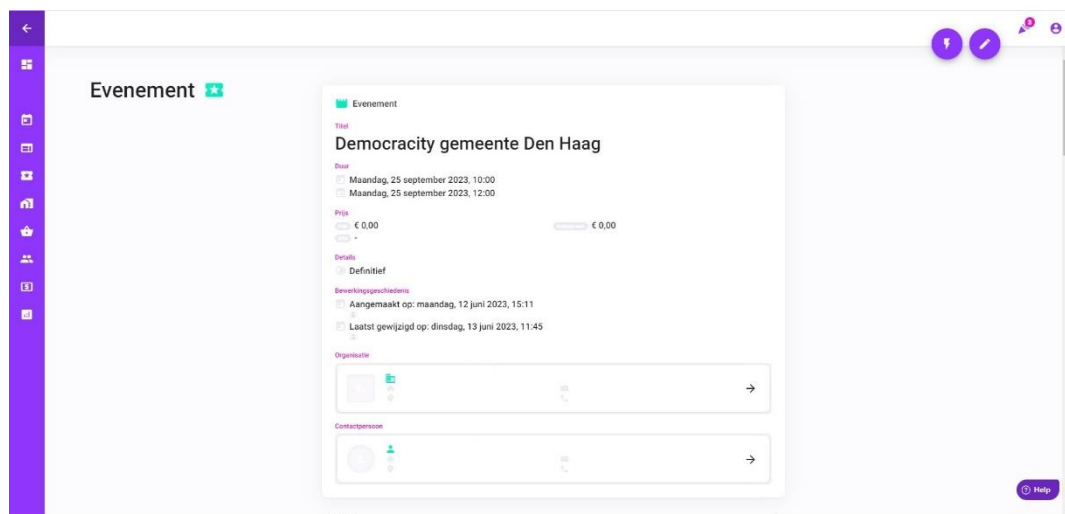 3
Evenement
Evenement
Titel
Democracity gemeente Den Haag
Duur
Maandag, 25 september 2023, 10:00
Maandag, 25 september 2023, 12:00
Prijs
€ 0,00 € 0,00
-
Details
Definitief
Bewerkingsgeschiedenis
Aangemaakt op: maandag, 12 juni 2023, 15:11
Laatst gewijzigd op: dinsdag, 13 juni 2023, 11:45
Organisatie
Contactpersoon
Help